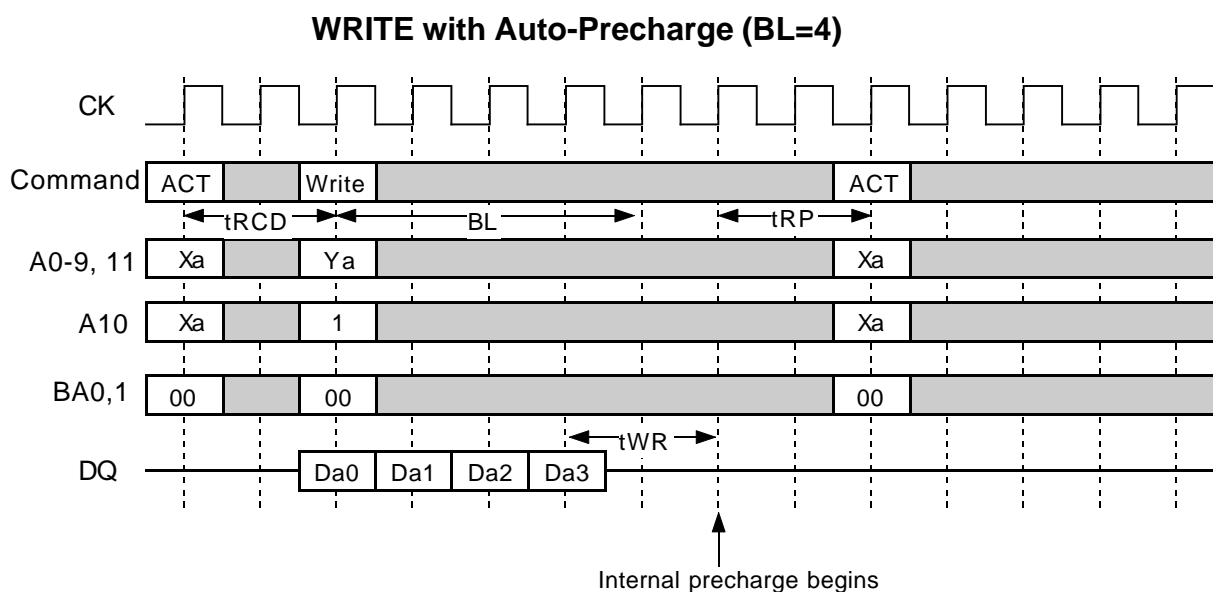 WRITE with Auto-Precharge (BL=4)
CK
Command ACT Write ACT
tRCD BL tRP
A0-9, 11 Xa Ya Xa
A10 Xa 1 Xa
BA0,1 00 00 00
tWR
DQ Da0 Da1 Da2 Da3
Internal precharge begins